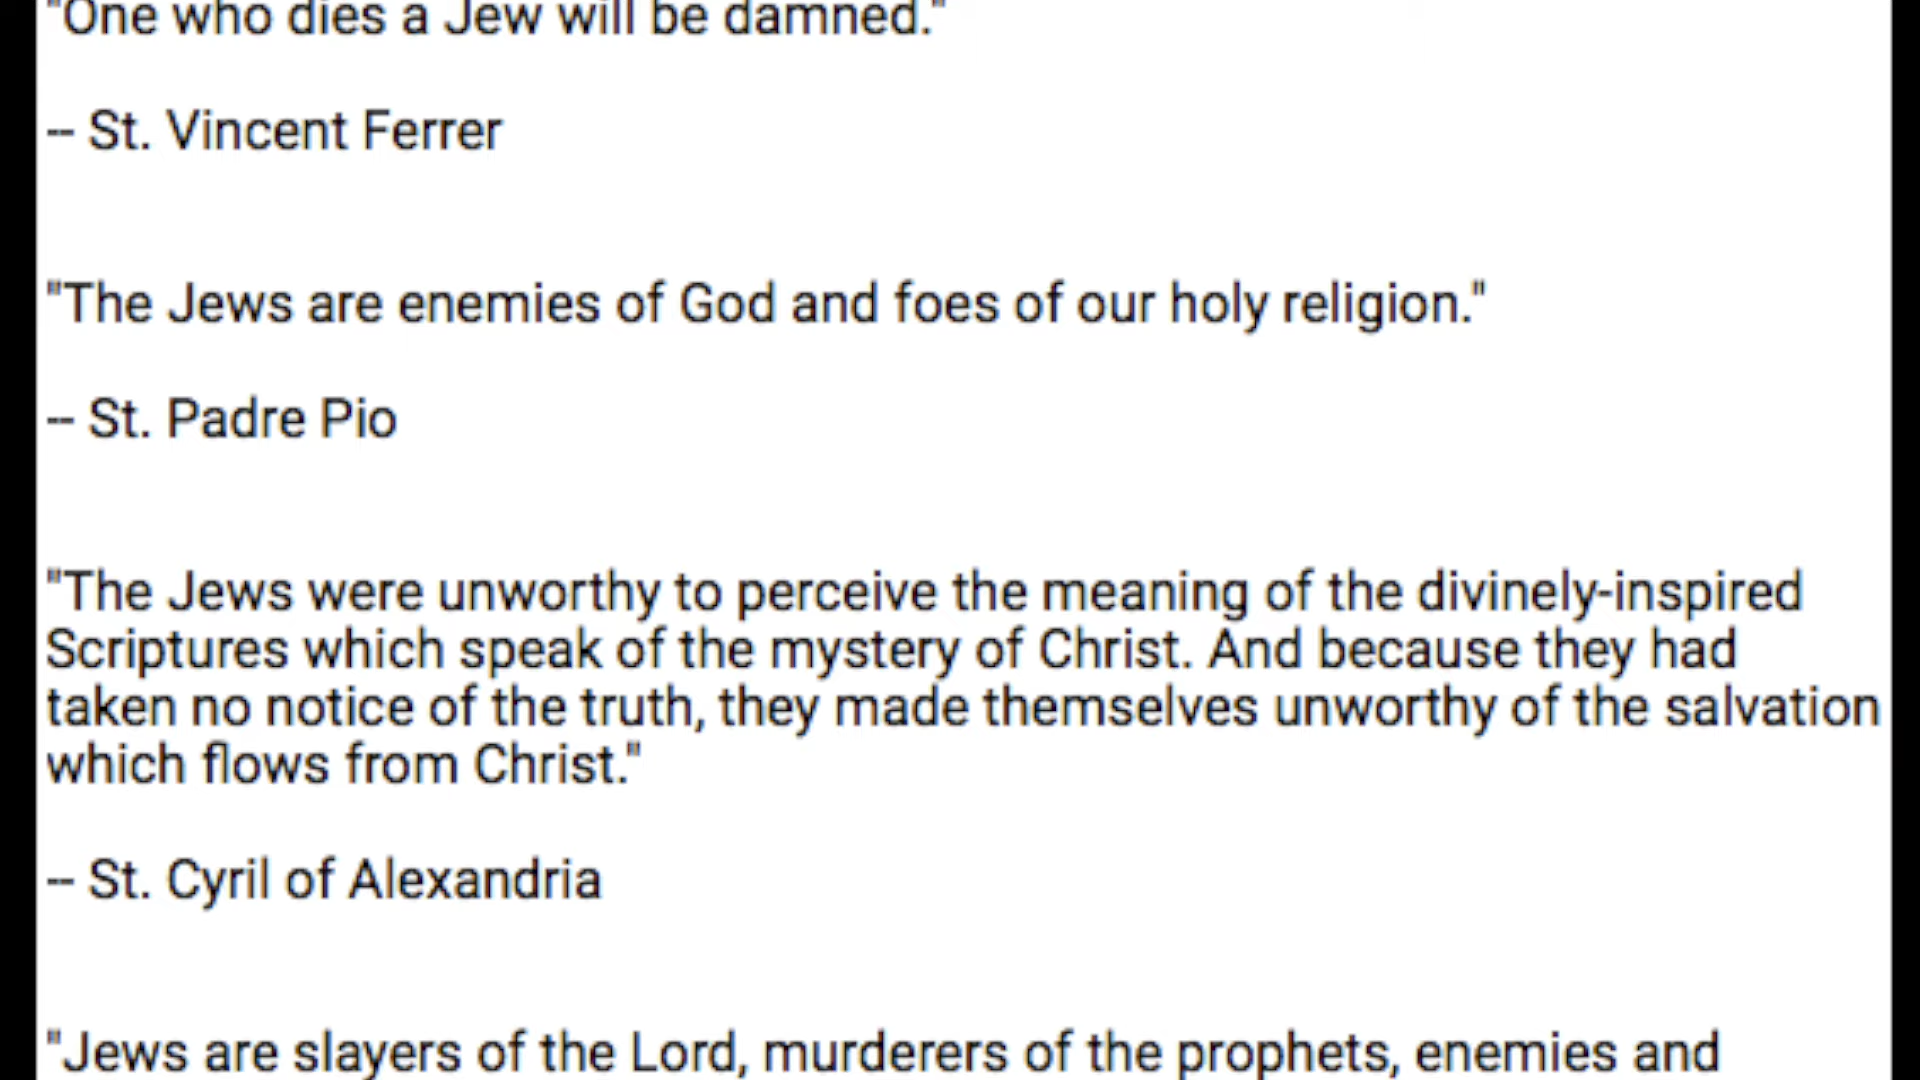 "One who dies a Jew will be damned."
-- St. Vincent Ferrer
"The Jews are enemies of God and foes of our holy religion."
-- St. Padre Pio
"The Jews were unworthy to perceive the meaning of the divinely-inspired
Scriptures which speak of the mystery of Christ. And because they had
taken no notice of the truth, they made themselves unworthy of the salvation
which flows from Christ."
-- St. Cyril of Alexandria
"Jews are slayers of the Lord, murderers of the prophets, enemies and